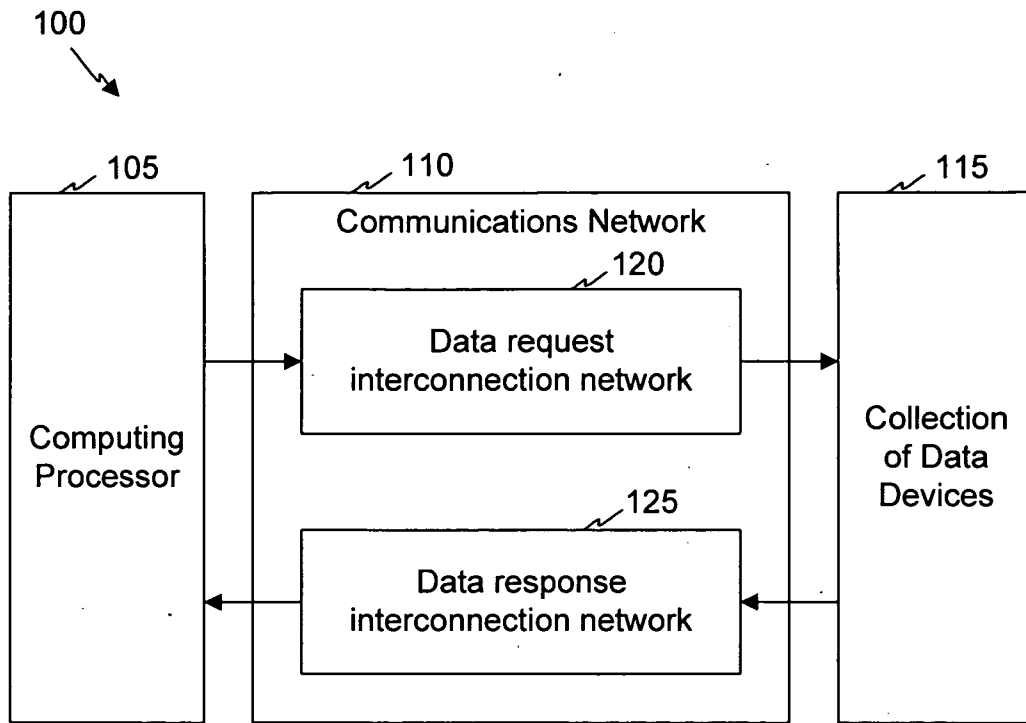 100
105
110
115
Communications Network
120
Data request
interconnection network
Computing
Processor
Collection
of Data
Devices
125
Data response
interconnection network